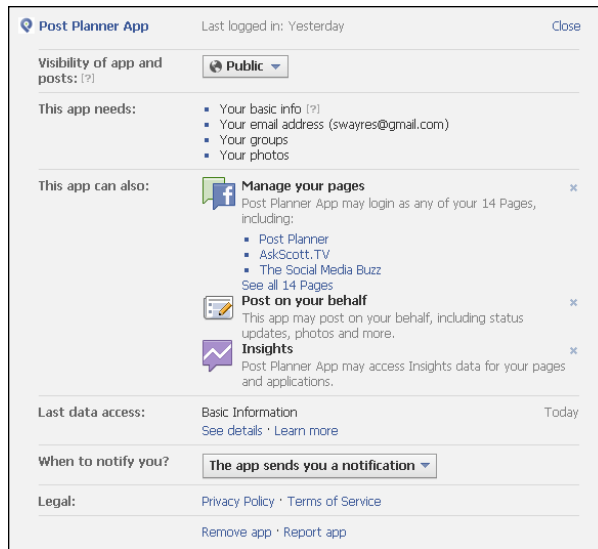 Post Planner App Last logged in: Yesterday Close
Visibility of app and posts: [?] Public
This app needs:
Your basic info [?]
Your email address (swayres@gmail.com)
Your groups
Your photos
This app can also:
Manage your pages ×
Post Planner App may login as any of your 14 Pages,
including:
Post Planner
AskScott.TV
The Social Media Buzz
See all 14 Pages
Post on your behalf ×
This app may post on your behalf, including status
updates, photos and more.
Insights ×
Post Planner App may access Insights data for your pages
and applications.
Last data access: Basic Information Today
See details · Learn more
When to notify you? The app sends you a notification
Legal: Privacy Policy · Terms of Service
Remove app · Report app